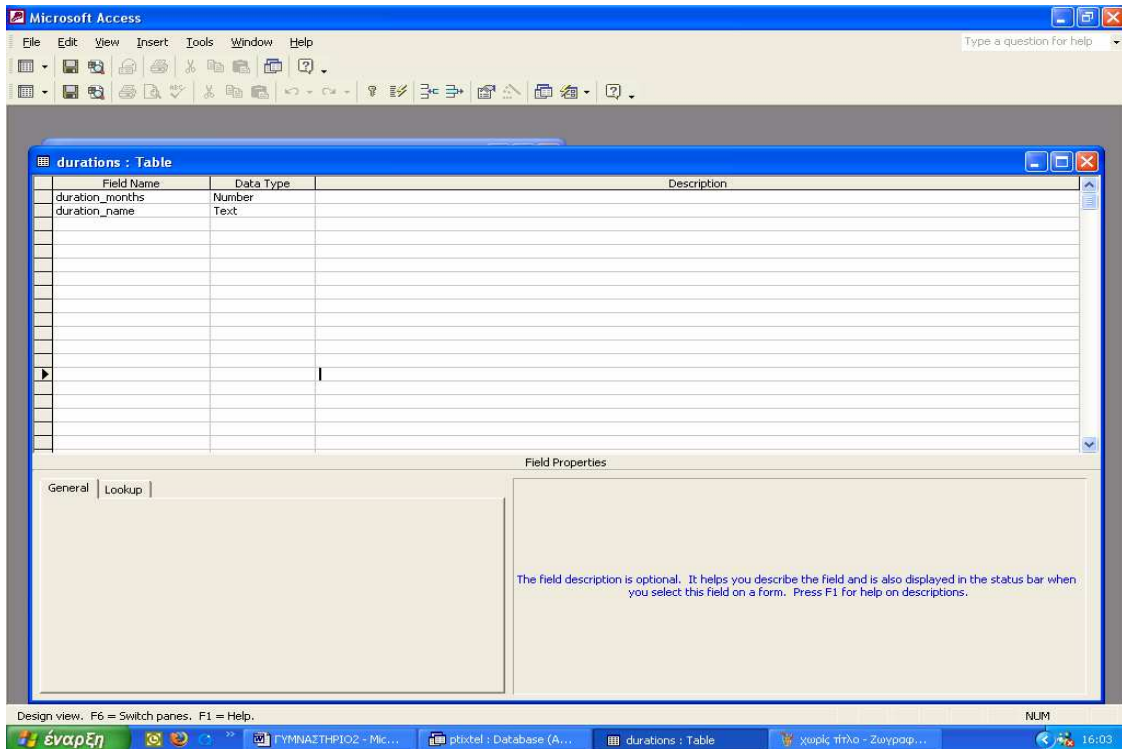 Microsoft Access
File Edit View Insert Tools Window Help
Type a question for help
durations : Table
Field Name Data Type Description
duration_months Number
duration_name Text
Field Properties
General Lookup
The field description is optional. It helps you describe the field and is also displayed in the status bar when
you select this field on a form. Press F1 for help on descriptions.
Design view. F6 = Switch panes. F1 = Help.
NUM
έναρξη
ΓΥΜΝΑΣΤΗΡΙΟ2 - Mic...
ptixtel : Database (A...
durations : Table
χωρίς τίτλο - Ζωγραφ...
16:03